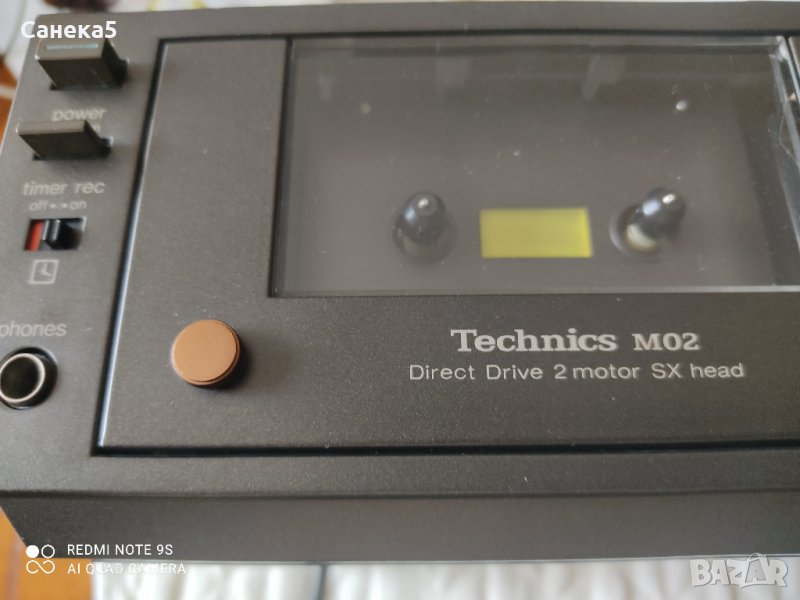 Санека5
power
timer rec
off on
phones
Technics M02
Direct Drive 2 motor SX head
REDMI NOTE 9S
AI QUAD CAMERA
BAZAR